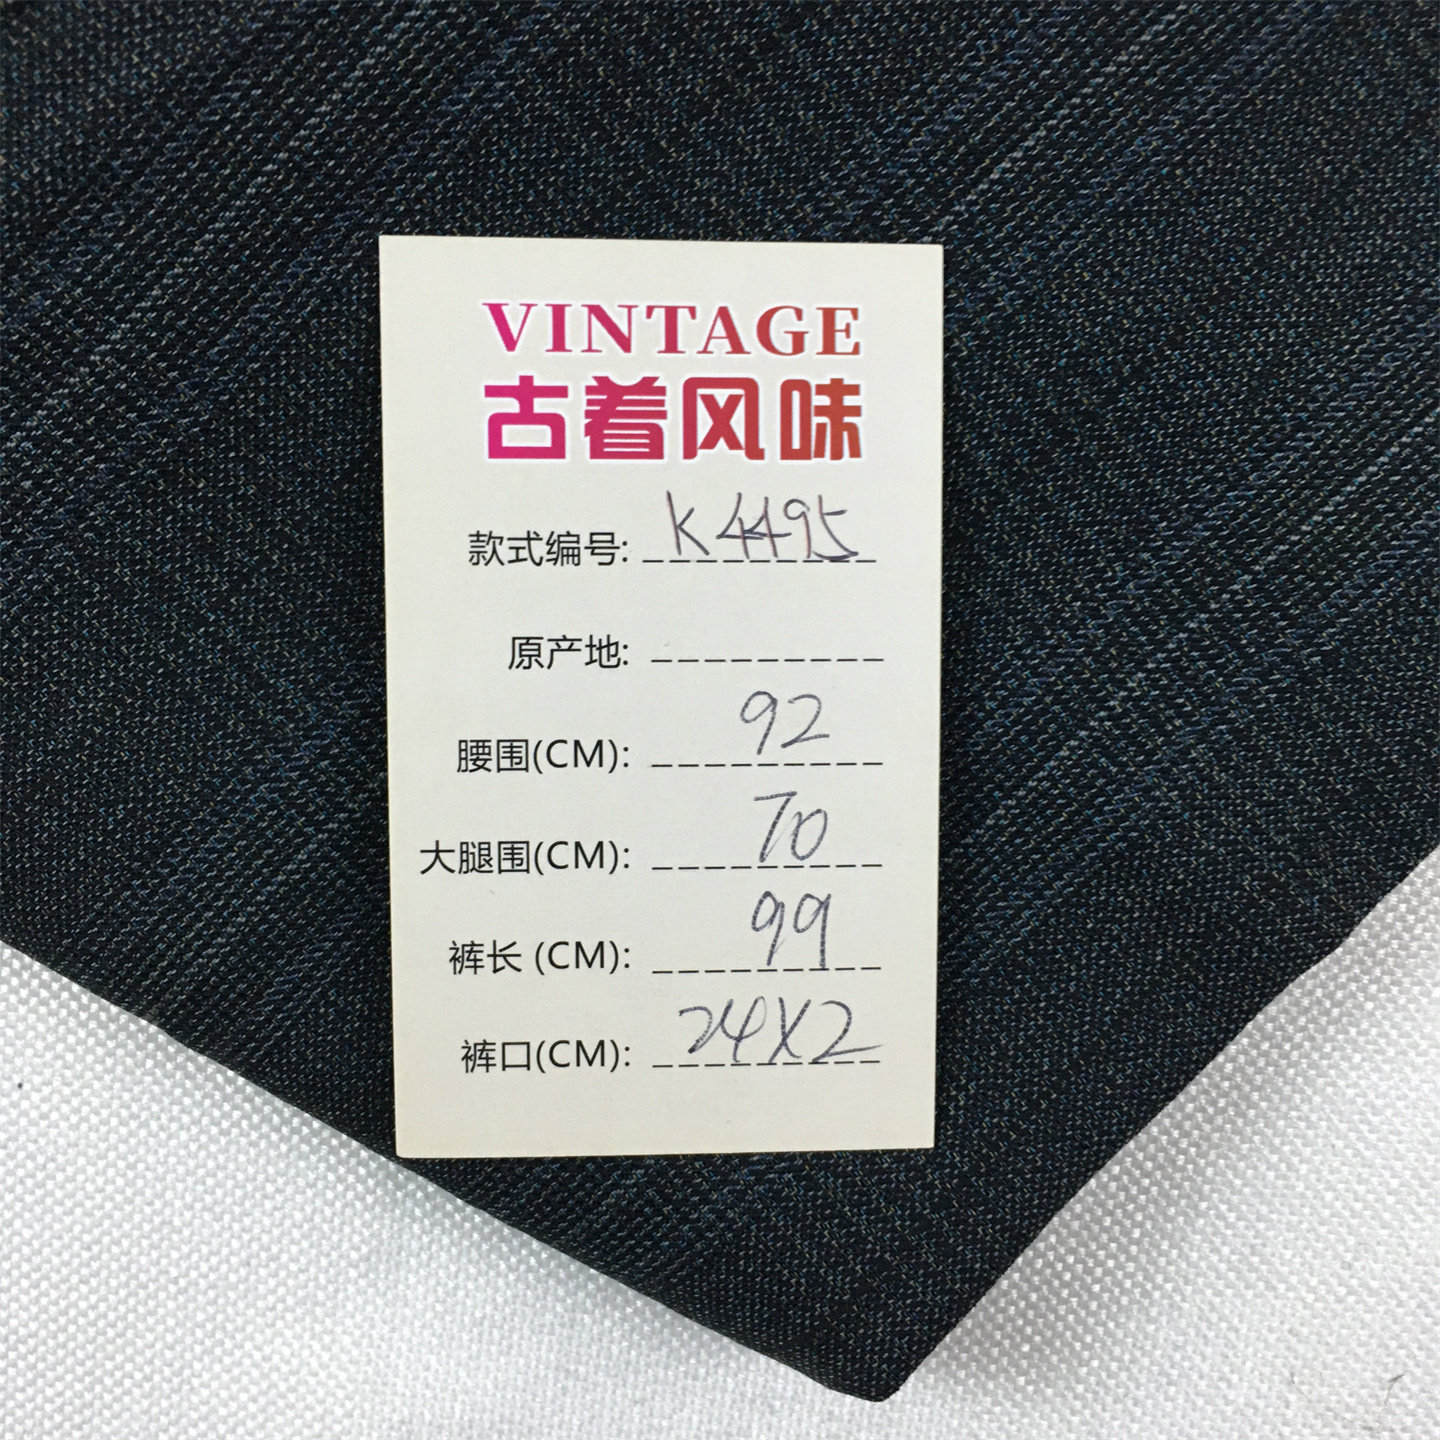 VINTAGE
古着风味
款式编号: K4495
原产地:
腰围(CM): 92
大腿围(CM): 70
裤长 (CM): 99
裤口(CM): 24X2